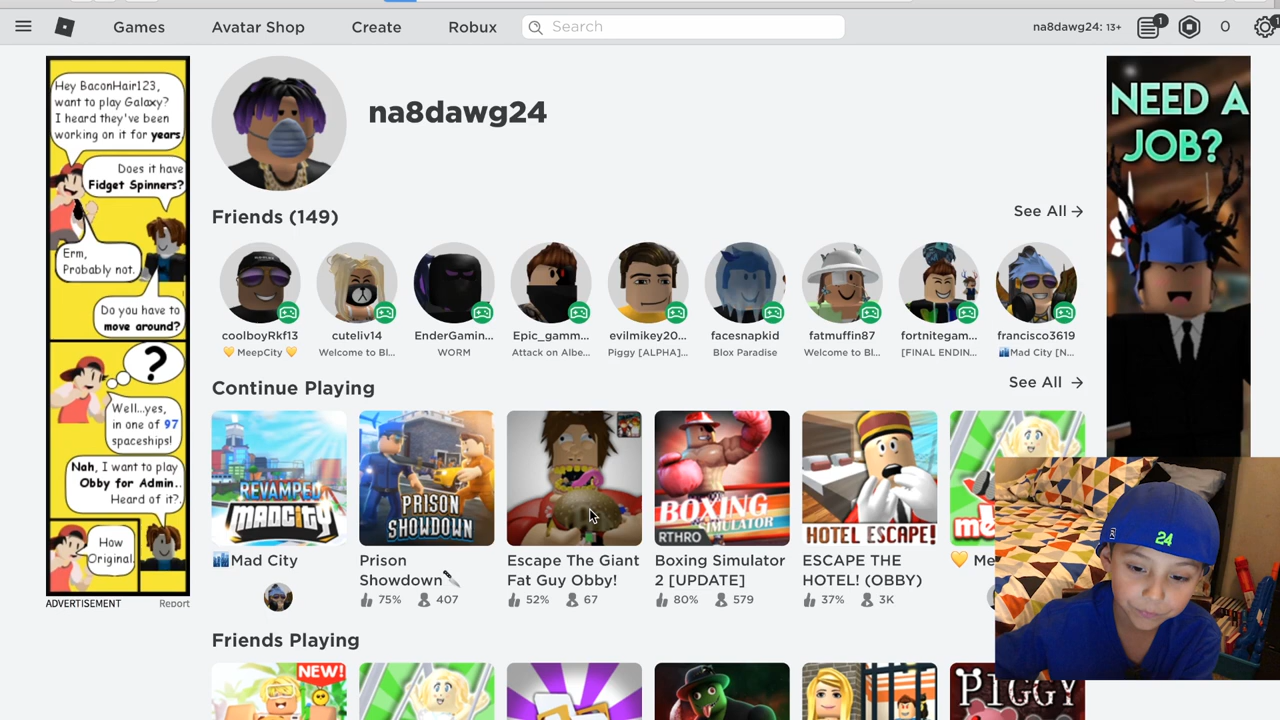 Games
Avatar Shop
Create
Robux
Search
na8dawg24: 13+
1
0
1
Hey BaconHair123,
want to play Galaxy?
I heard they've been
working on it for years.
Does it have
Fidget Spinners?
Erm,
Probably not.
Do you have to
move around?
?
Well...yes,
in one of 97
spaceships!
Nah, I want to play
Obby for Admin..
Heard of it?
How
Original.
ADVERTISEMENT
Report
na8dawg24
NEED A
JOB?
Friends (149)
See All →
coolboyRkf13
cuteliv14
EnderGamin...
Epic_gamm...
evilmikey20...
facesnapkid
fatmuffin87
fortnitegam...
francisco3619
💛 MeepCity 💛
Welcome to Bl...
WORM
Attack on Albe...
Piggy [ALPHA]...
Blox Paradise
Welcome to Bl...
[FINAL ENDIN...
🏙️Mad City [N...
Continue Playing
See All →
REVAMPED
MADCITY
PRISON
SHOWDOWN
BOXING
SIMULATOR
RTHRO
HOTEL ESCAPE!
me
🏙️Mad City
Prison
Showdown🔪
75%
407
Escape The Giant
Fat Guy Obby!
52%
67
Boxing Simulator
2 [UPDATE]
80%
579
ESCAPE THE
HOTEL! (OBBY)
37%
3K
💛 Me
24
Friends Playing
NEW!
PIGGY